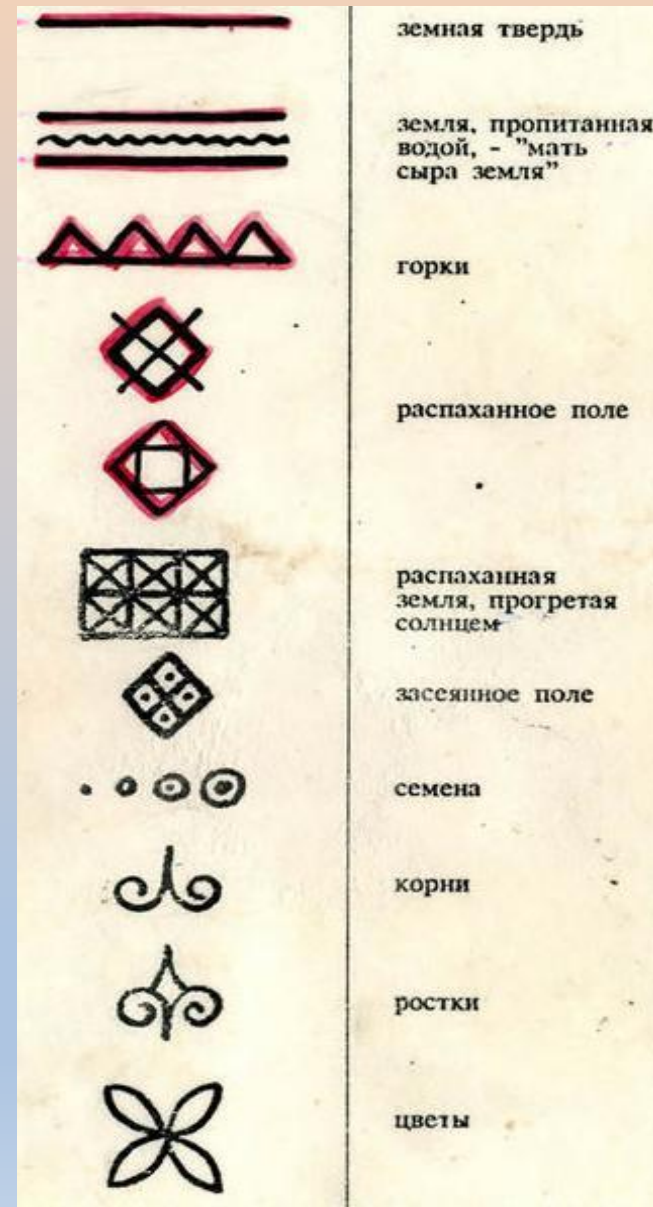 земная твердь
земля, пропитанная
водой, - "мать
сыра земля"
горки
распаханное поле
распаханная
земля, прогретая
солнцем
засеянное поле
семена
корни
ростки
цветы